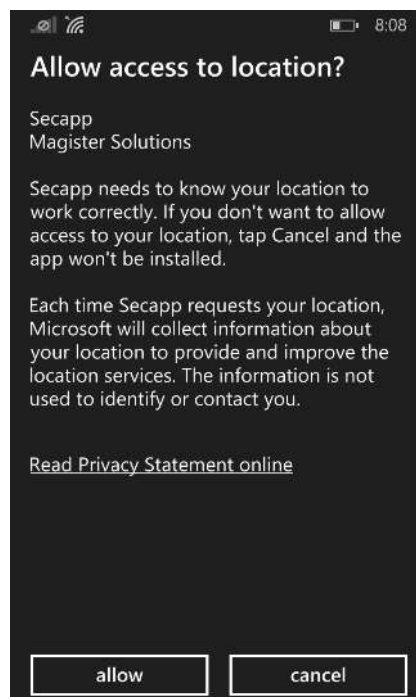 8:08
Allow access to location?
Secapp
Magister Solutions
Secapp needs to know your location to
work correctly. If you don't want to allow
access to your location, tap Cancel and the
app won't be installed.
Each time Secapp requests your location,
Microsoft will collect information about
your location to provide and improve the
location services. The information is not
used to identify or contact you.
Read Privacy Statement online
allow
cancel